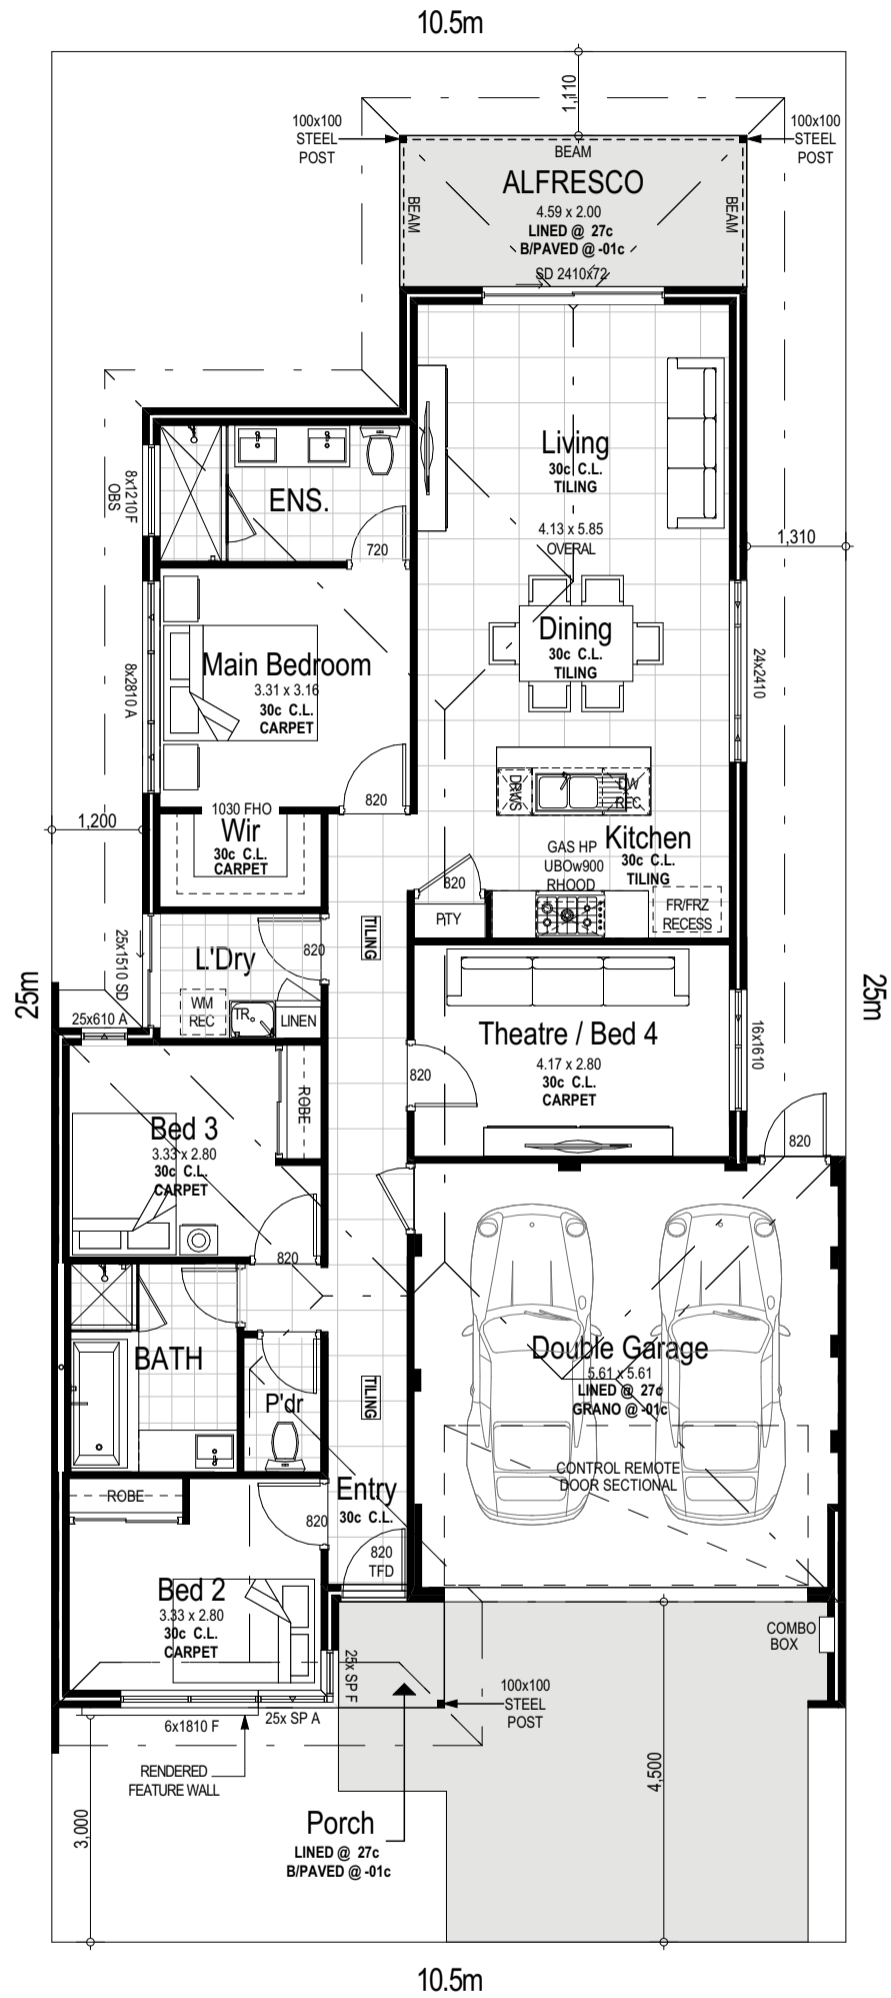 10.5m
1,110
100x100
STEEL
POST
100x100
STEEL
POST
BEAM
ALFRESCO
BEAM
BEAM
4.59 x 2.00
LINED @ 27c
B/PAVED @ -01c
SD 2410x72
Living
30c C.L.
TILING
4.13 x 5.85
OVERAL
8x1210F
OBS
ENS.
720
1,310
Dining
30c C.L.
TILING
24x2410
Main Bedroom
3.31 x 3.16
30c C.L.
CARPET
8x2810 A
820
1030 FHO
1,200
Wir
30c C.L.
CARPET
DRWS
DW
REC
Kitchen
30c C.L.
TILING
GAS HP
UBOw900
RHOOD
820
P.TY
FR/FRZ
RECESS
TILING
L'Dry
820
25x1510 SD
WM
REC
TR.
LINEN
25m
25m
25x610 A
Theatre / Bed 4
4.17 x 2.80
30c C.L.
CARPET
16x1610
820
ROBE
Bed 3
3.33 x 2.80
30c C.L.
CARPET
820
820
BATH
P'dr
TILING
Double Garage
5.61 x 5.61
LINED @ 27c
GRANO @ -01c
CONTROL REMOTE
DOOR SECTIONAL
ROBE
820
Entry
30c C.L.
820
TFD
Bed 2
3.33 x 2.80
30c C.L.
CARPET
25x SP F
COMBO
BOX
100x100
STEEL
POST
6x1810 F
25x SP A
RENDERED
FEATURE WALL
3,000
4,500
Porch
LINED @ 27c
B/PAVED @ -01c
10.5m